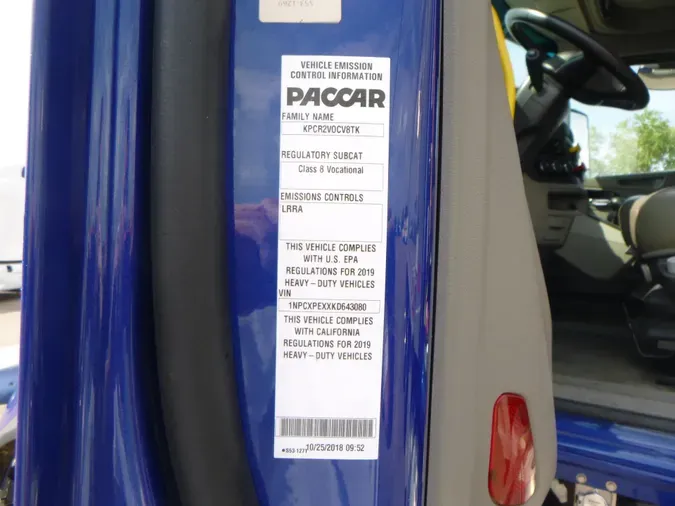 VEHICLE EMISSION
CONTROL INFORMATION
PACCAR
FAMILY NAME
KPCR2VOCV8TK
REGULATORY SUBCAT
Class 8 Vocational
EMISSIONS CONTROLS
LRRA
THIS VEHICLE COMPLIES
WITH U.S. EPA
REGULATIONS FOR 2019
HEAVY - DUTY VEHICLES
VIN
1NPCXPEXXKD643080
THIS VEHICLE COMPLIES
WITH CALIFORNIA
REGULATIONS FOR 2019
HEAVY - DUTY VEHICLES
10/25/2018 09:52